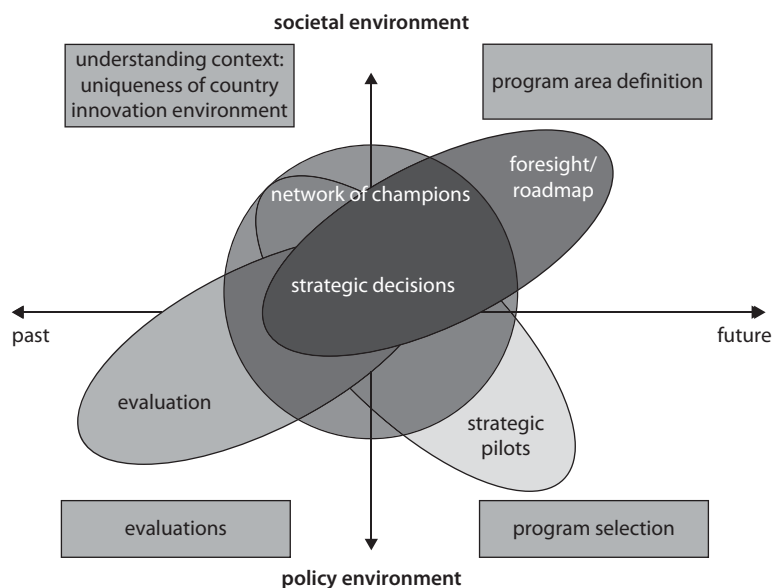 societal environment
understanding context:
uniqueness of country
innovation environment
program area definition
foresight/
roadmap
network of champions
strategic decisions
past
future
evaluation
strategic
pilots
evaluations
program selection
policy environment